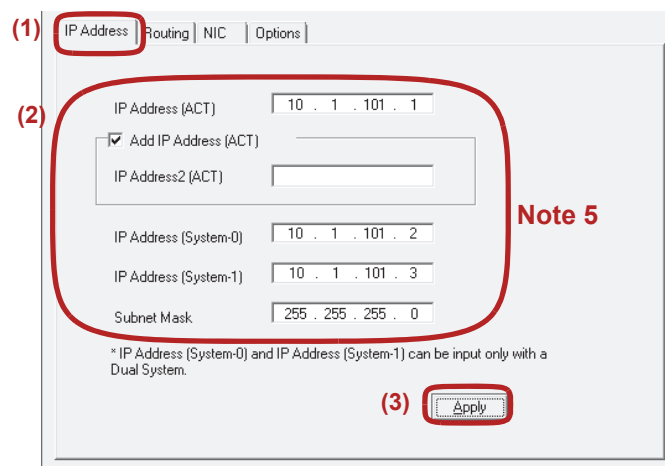 (1) IP Address Routing NIC Options
(2)
IP Address (ACT) 10 . 1 . 101 . 1
Add IP Address (ACT)
IP Address2 (ACT)
Note 5
IP Address (System-0) 10 . 1 . 101 . 2
IP Address (System-1) 10 . 1 . 101 . 3
Subnet Mask 255 . 255 . 255 . 0
* IP Address (System-0) and IP Address (System-1) can be input only with a
Dual System.
(3) Apply